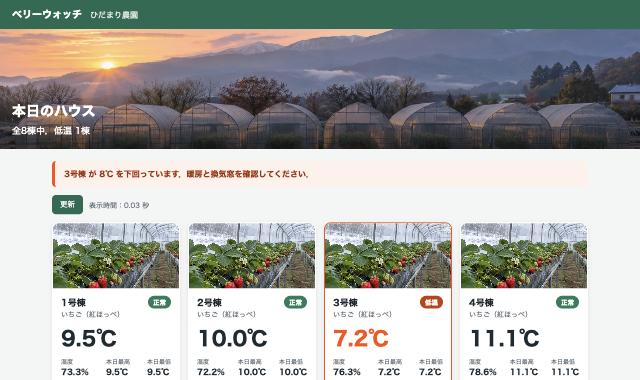 ベリーウォッチ ひだまり農園
本日のハウス
全8棟中、低温 1棟
3号棟 が 8℃ を下回っています。暖房と換気窓を確認してください。
更新 表示時間：0.03 秒
1号棟 正常
いちご（紅ほっぺ）
9.5℃
湿度 本日最高 本日最低
73.3% 9.5℃ 9.5℃
2号棟 正常
いちご（紅ほっぺ）
10.0℃
湿度 本日最高 本日最低
72.2% 10.0℃ 10.0℃
3号棟 低温
いちご（紅ほっぺ）
7.2℃
湿度 本日最高 本日最低
76.3% 7.2℃ 7.2℃
4号棟 正常
いちご（紅ほっぺ）
11.1℃
湿度 本日最高 本日最低
78.6% 11.1℃ 11.1℃